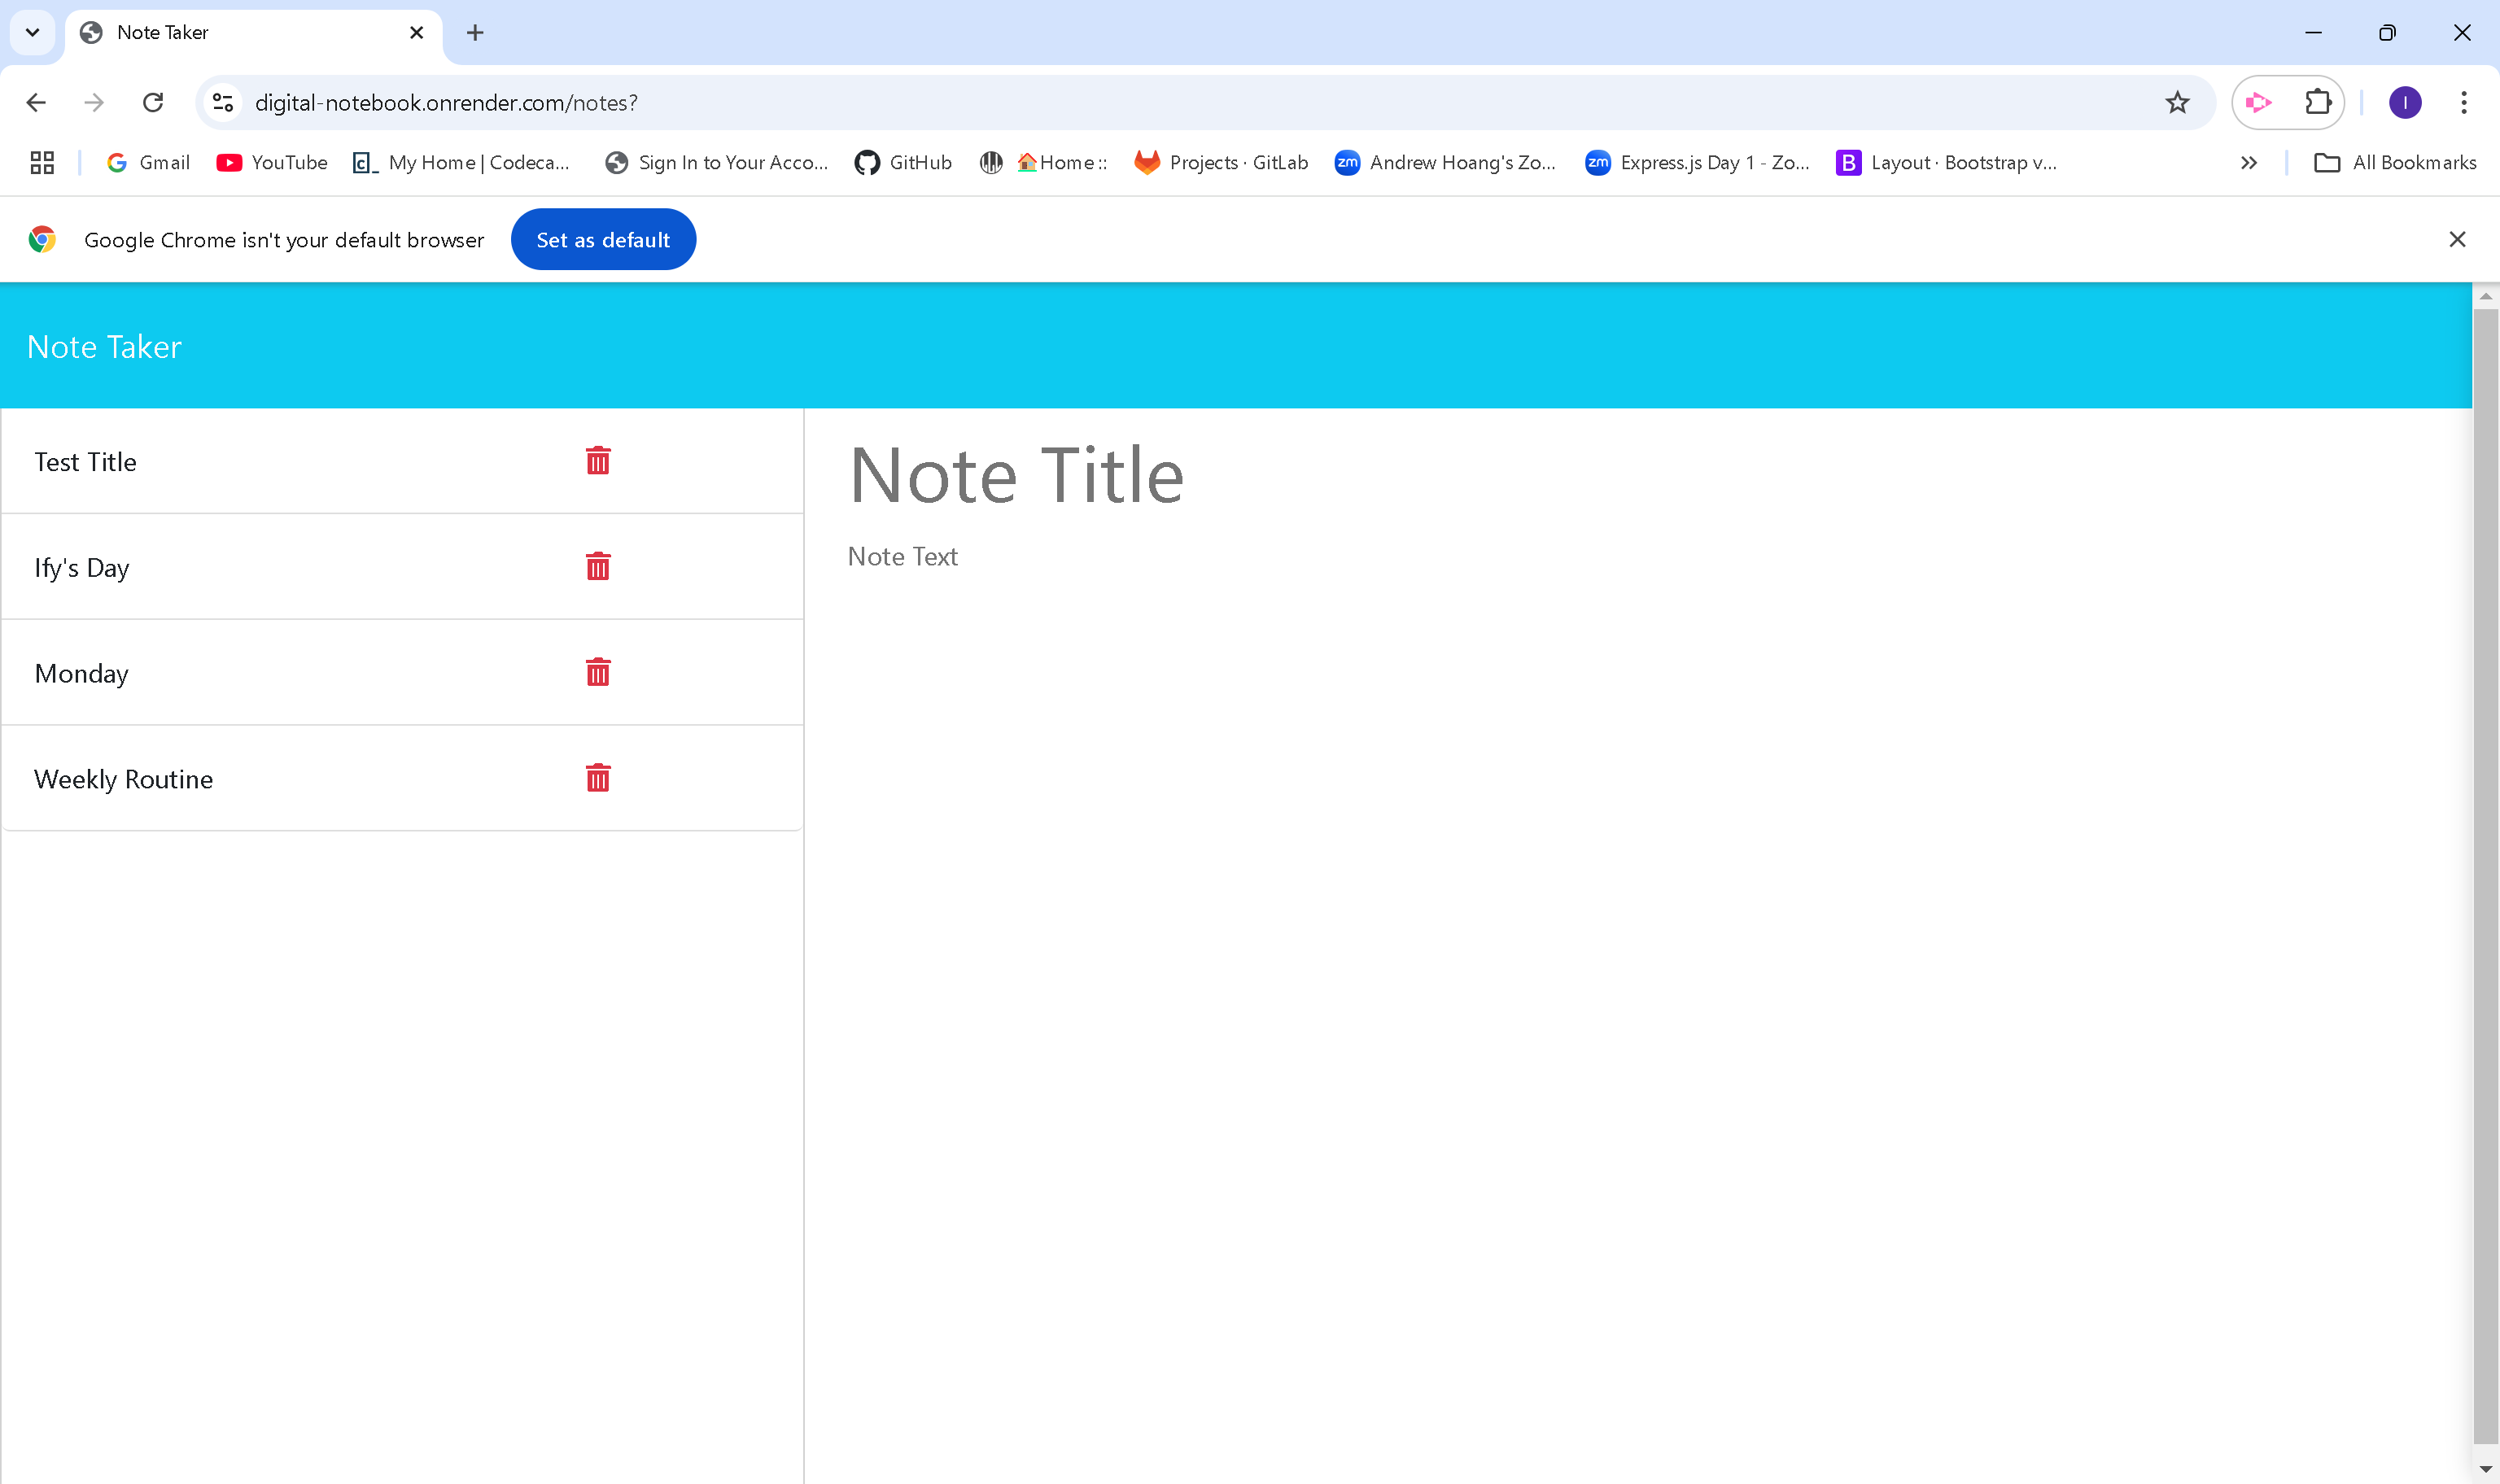 Note Taker
digital-notebook.onrender.com/notes?
I
Gmail
YouTube
My Home | Codeca...
Sign In to Your Acco...
GitHub
Home ::
Projects · GitLab
Andrew Hoang's Zo...
Express.js Day 1 - Zo...
Layout · Bootstrap v...
All Bookmarks
Google Chrome isn't your default browser
Set as default
Note Taker
Test Title
Ify's Day
Monday
Weekly Routine
Note Title
Note Text